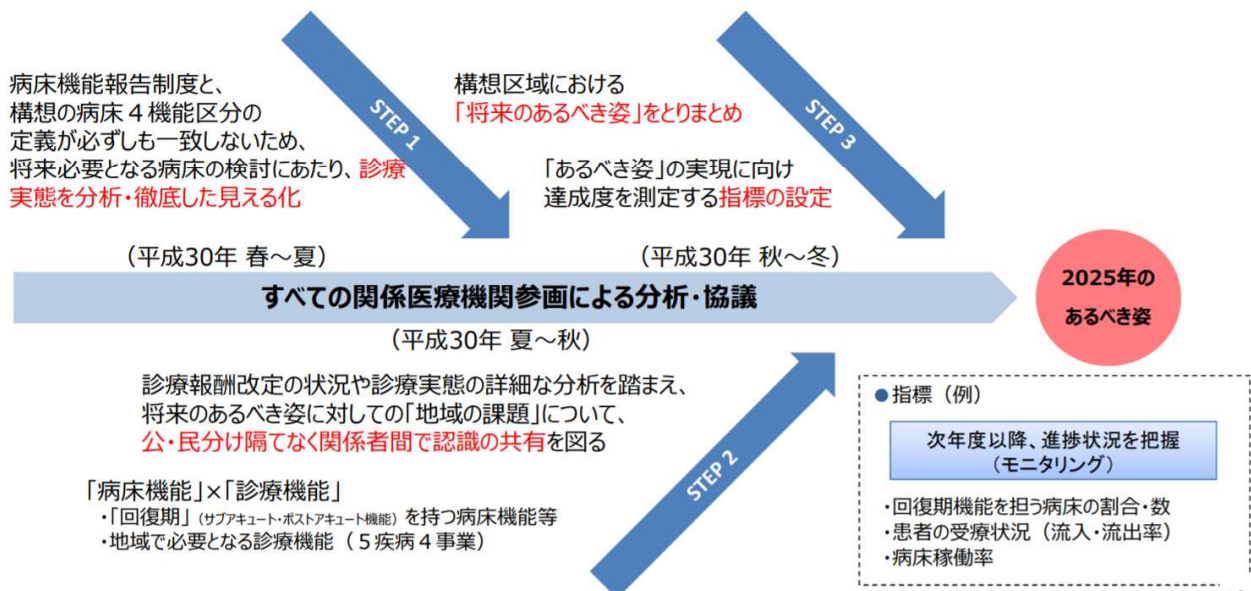 病床機能報告制度と、
構想の病床４機能区分の
定義が必ずしも一致しないため、
将来必要となる病床の検討にあたり、診療
実態を分析・徹底した見える化
STEP 1
（平成30年 春～夏）
構想区域における
「将来のあるべき姿」をとりまとめ
「あるべき姿」の実現に向け
達成度を測定する指標の設定
STEP 3
（平成30年 秋～冬）
すべての関係医療機関参画による分析・協議
2025年の
あるべき姿
（平成30年 夏～秋）
診療報酬改定の状況や診療実態の詳細な分析を踏まえ、
将来のあるべき姿に対しての「地域の課題」について、
公・民分け隔てなく関係者間で認識の共有を図る
「病床機能」×「診療機能」
・「回復期」（サブアキュート・ポストアキュート機能）を持つ病床機能等
・地域で必要となる診療機能（５疾病４事業）
STEP 2
●指標（例）
次年度以降、進捗状況を把握
（モニタリング）
・回復期機能を担う病床の割合・数
・患者の受療状況（流入・流出率）
・病床稼働率